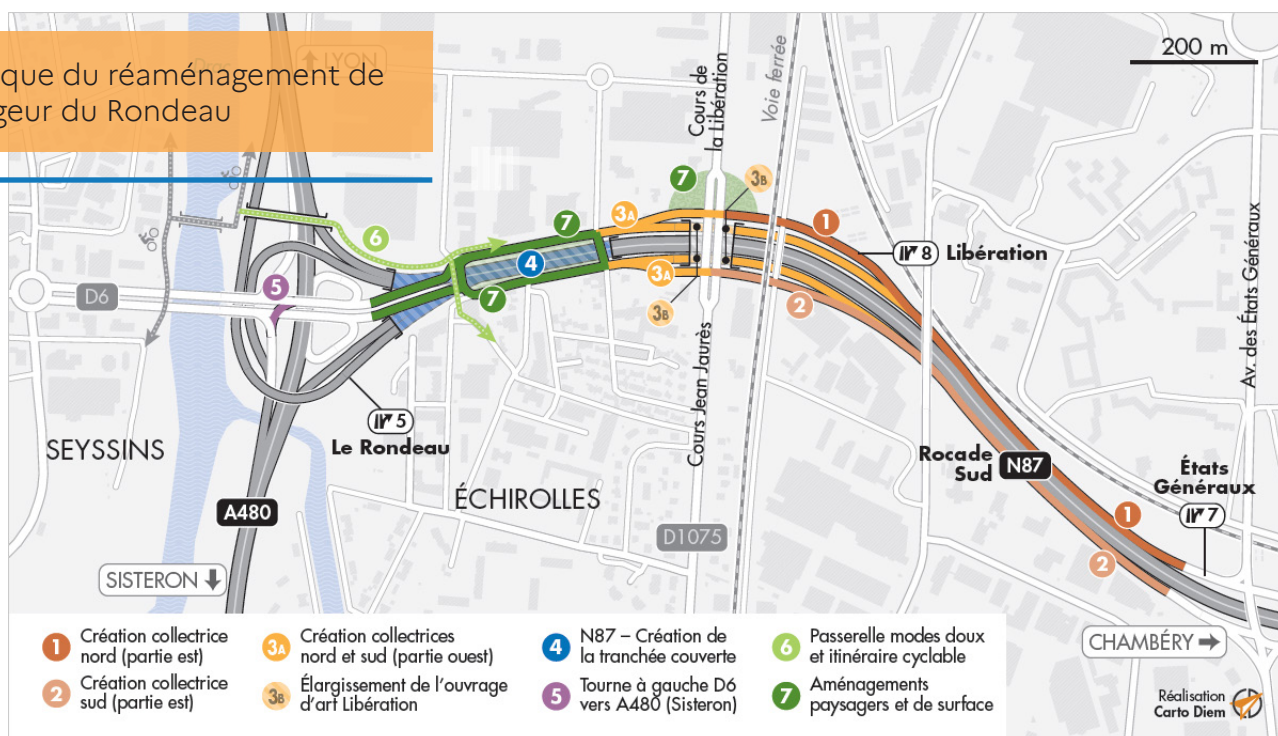 que du réaménagement de
geur du Rondeau
LYON
200 m
Cours de
la Libération
Voie ferrée
7
3B
7
3A
1
6
4
8 Libération
D6
5
7
3A
3B
2
Av. des États Généraux
5
Le Rondeau
SEYSSINS
Cours Jean Jaurès
Rocade
Sud
N87
États
Généraux
7
ÉCHIROLLES
A480
D1075
1
2
SISTERON
CHAMBÉRY
1 Création collectrice
nord (partie est)
2 Création collectrice
sud (partie est)
3A Création collectrices
nord et sud (partie ouest)
3B Élargissement de l'ouvrage
d'art Libération
4 N87 – Création de
la tranchée couverte
5 Tourne à gauche D6
vers A480 (Sisteron)
6 Passerelle modes doux
et itinéraire cyclable
7 Aménagements
paysagers et de surface
Réalisation
Carto Diem